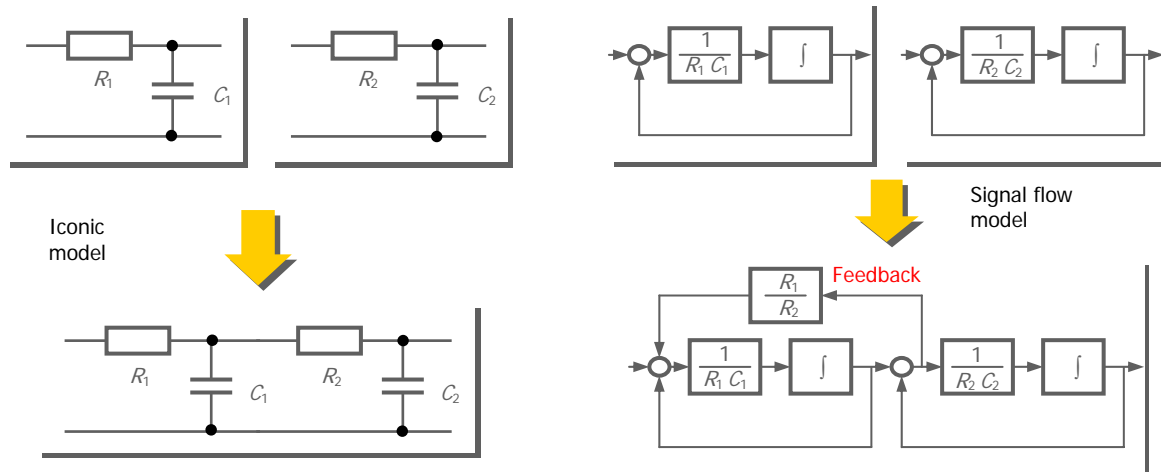 R1
C1
R2
C2
1
R1 C1
∫
1
R2 C2
∫
Iconic
model
Signal flow
model
R1
C1
R2
C2
Feedback
R1
R2
1
R1 C1
∫
1
R2 C2
∫